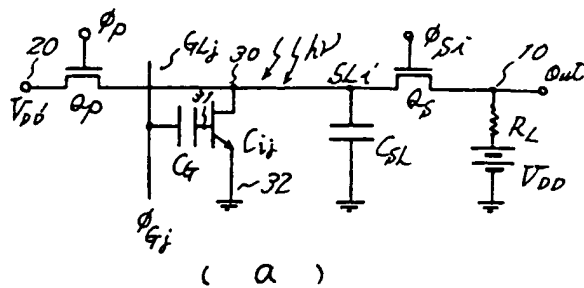 φp
20
GLj
30
hν
φSi
10
VDD'
Qp
SLi'
QS
Out
31
CG
Cij
CSL
RL
VDD
32
φGj
( a )